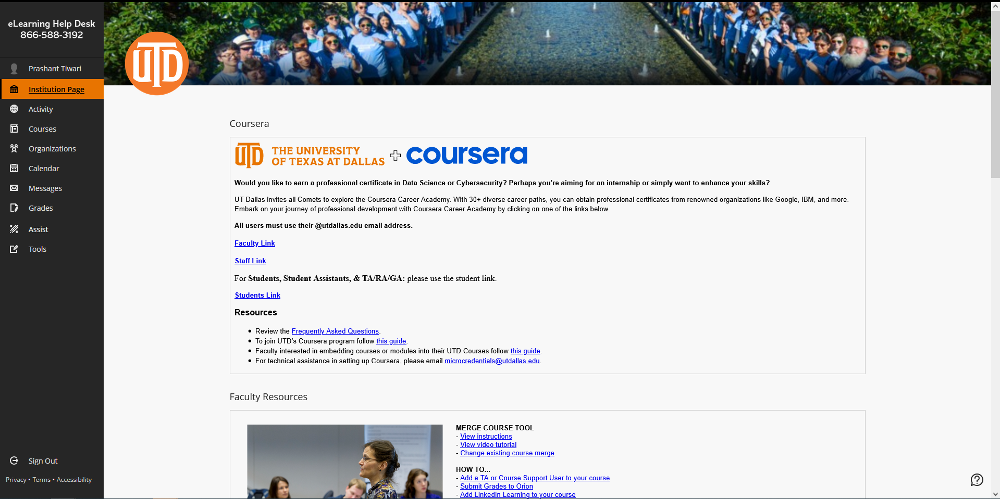 eLearning Help Desk
866-588-3192
Prashant Tiwari
Institution Page
Activity
Courses
Organizations
Calendar
Messages
Grades
Assist
Tools
Sign Out
Privacy • Terms • Accessibility
UTD
Coursera
UTD THE UNIVERSITY
OF TEXAS AT DALLAS
coursera
Would you like to earn a professional certificate in Data Science or Cybersecurity? Perhaps you’re aiming for an internship or simply want to enhance your skills?
UT Dallas invites all Comets to explore the Coursera Career Academy. With 30+ diverse career paths, you can obtain professional certificates from renowned organizations like Google, IBM, and more.
Embark on your journey of professional development with Coursera Career Academy by clicking on one of the links below.
All users must use their @utdallas.edu email address.
Faculty Link
Staff Link
For Students, Student Assistants, & TA/RA/GA: please use the student link.
Students Link
Resources
• Review the Frequently Asked Questions.
• To join UTD’s Coursera program follow this guide.
• Faculty interested in embedding courses or modules into their UTD Courses follow this guide.
• For technical assistance in setting up Coursera, please email microcredentials@utdallas.edu.
Faculty Resources
MERGE COURSE TOOL
- View instructions
- View video tutorial
- Change existing course merge
HOW TO...
- Add a TA or Course Support User to your course
- Submit Grades to Orion
- Add LinkedIn Learning to your course